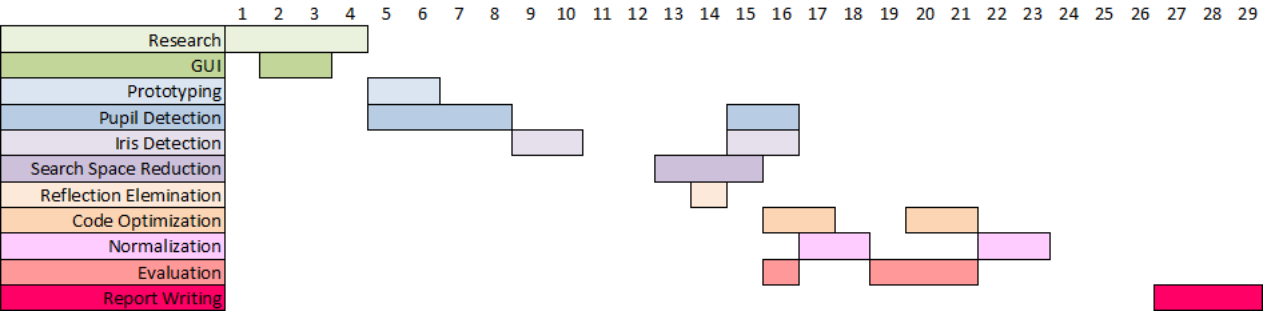 1 2 3 4 5 6 7 8 9 10 11 12 13 14 15 16 17 18 19 20 21 22 23 24 25 26 27 28 29
Research
GUI
Prototyping
Pupil Detection
Iris Detection
Search Space Reduction
Reflection Elemination
Code Optimization
Normalization
Evaluation
Report Writing